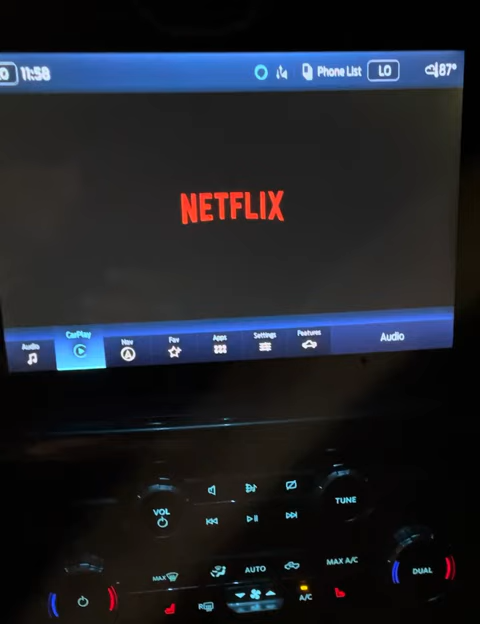 LO 11:58 Phone List LO 87°
NETFLIX
Audio CarPlay Nav Fav Apps Settings Features Audio
VOL TUNE
MAX AUTO MAX A/C DUAL
R A/C